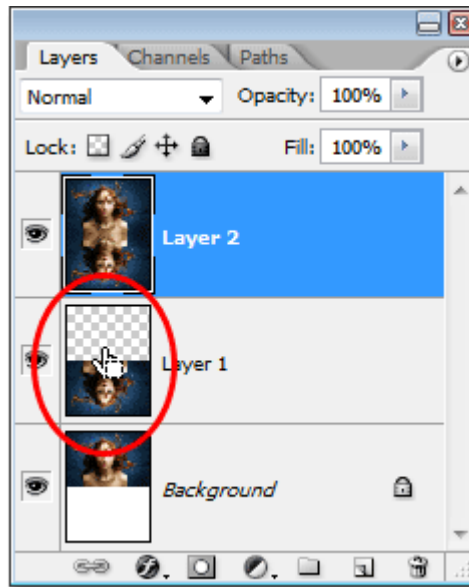 Layers Channels Paths
Normal Opacity: 100%
Lock: Fill: 100%
Layer 2
Layer 1
Background